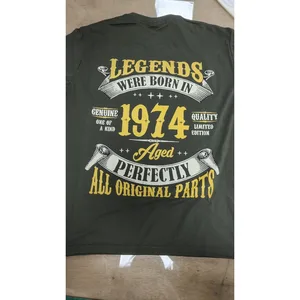 LEGENDS
WERE BORN IN
GENUINE
ONE OF
A KIND
1974
QUALITY
LIMITED
EDITION
Aged
PERFECTLY
ALL ORIGINAL PARTS